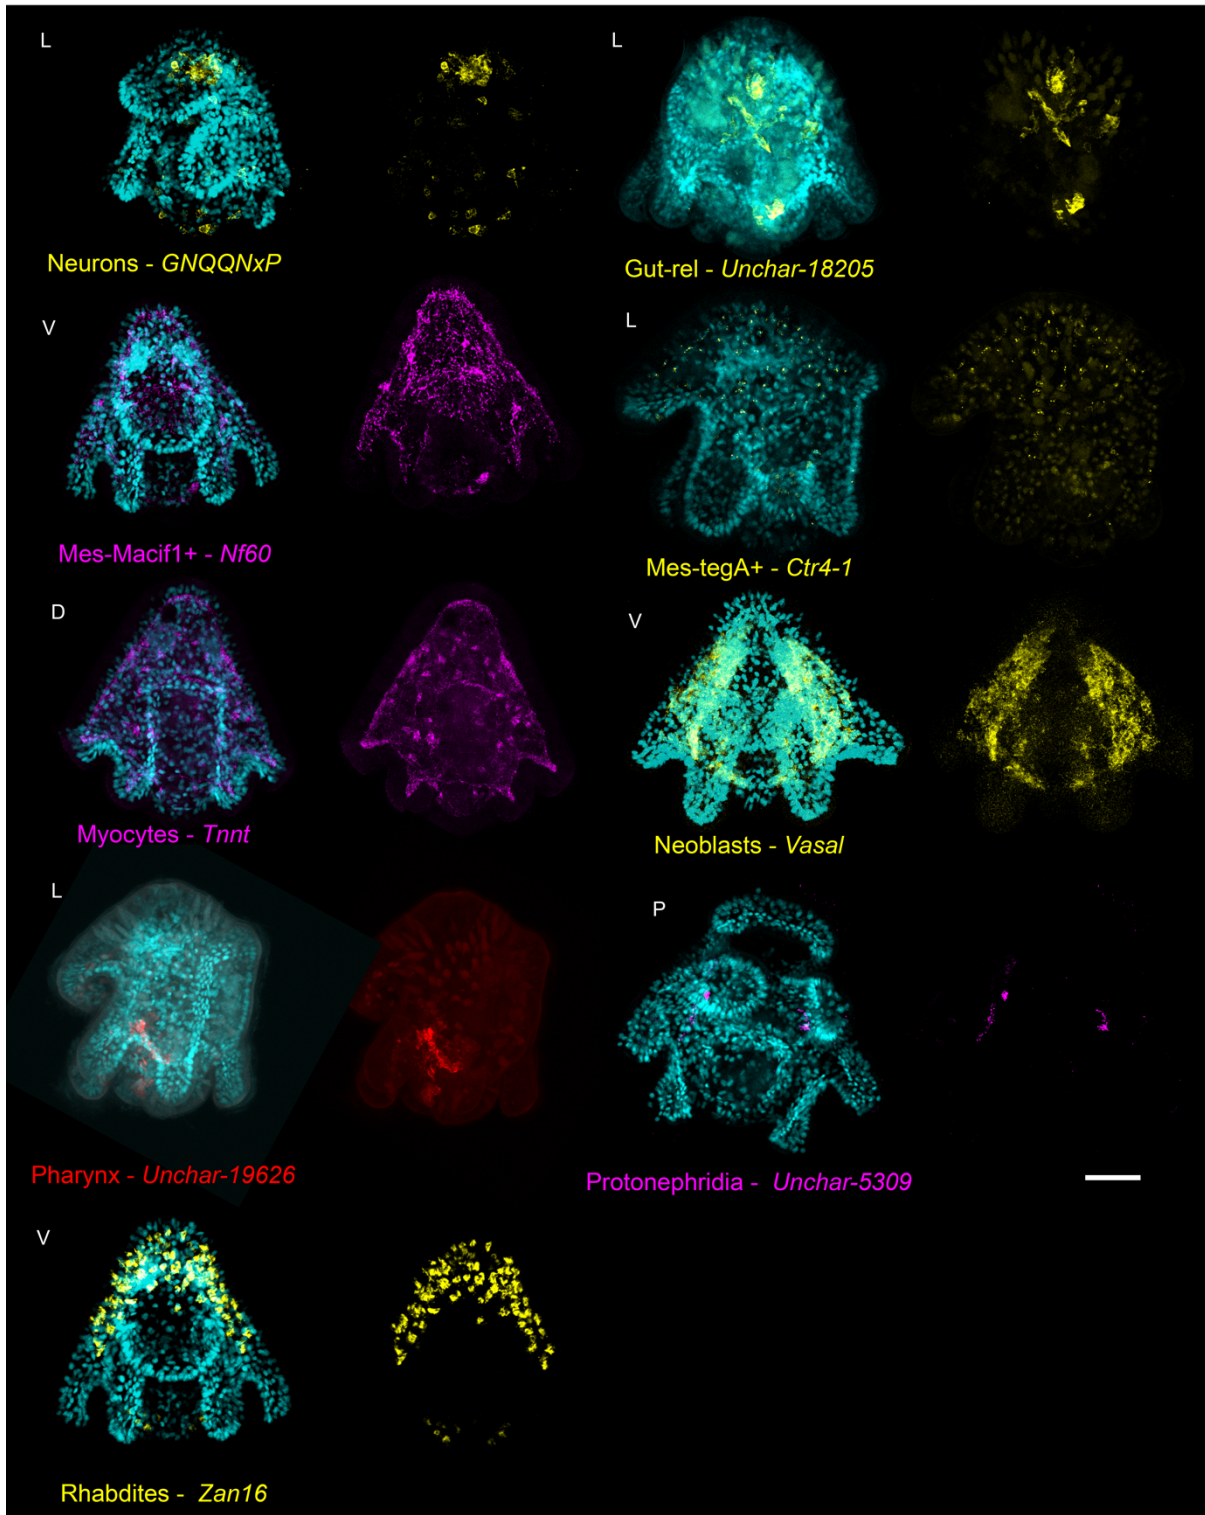 L
L
Neurons - GNQQNxP
Gut-rel - Unchar-18205
V
L
Mes-Macif1+ - Nf60
Mes-tegA+ - Ctr4-1
D
V
Myocytes - Tnnt
Neoblasts - Vasal
L
P
Pharynx - Unchar-19626
Protonephridia - Unchar-5309
V
Rhabdites - Zan16